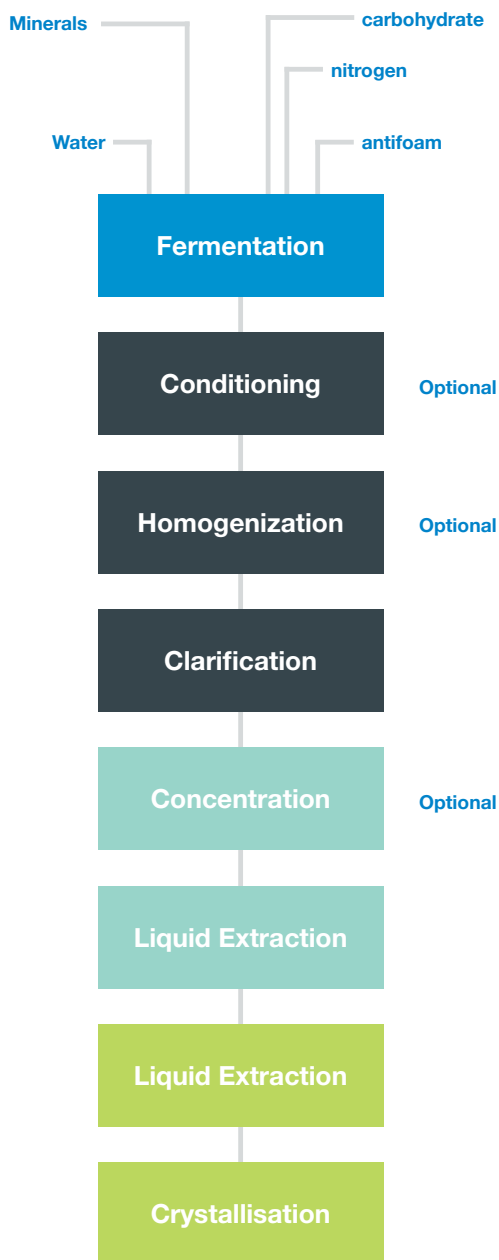 Minerals
carbohydrate
nitrogen
Water
antifoam
Fermentation
Conditioning
Optional
Homogenization
Optional
Clarification
Concentration
Optional
Liquid Extraction
Liquid Extraction
Crystallisation